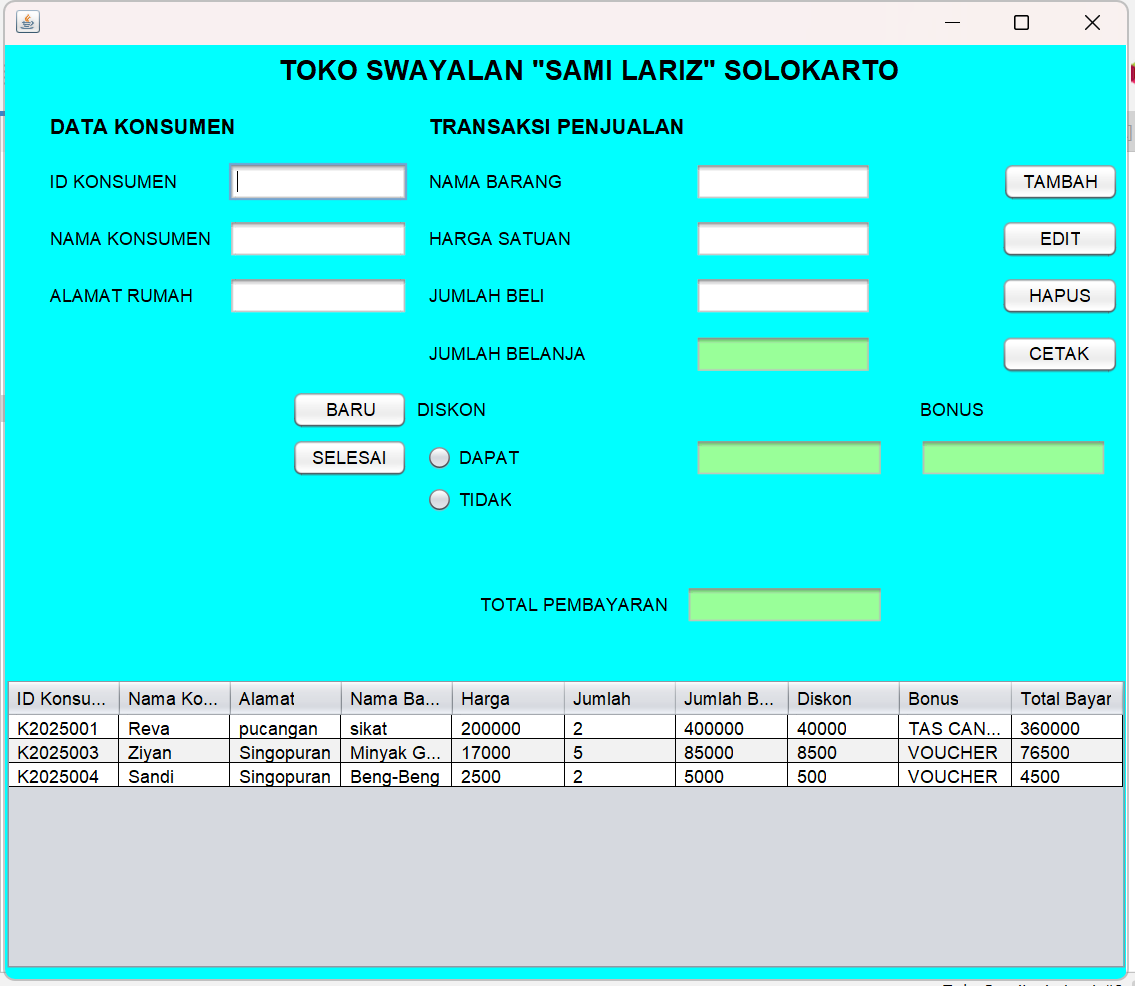 TOKO SWAYALAN "SAMI LARIZ" SOLOKARTO
DATA KONSUMEN TRANSAKSI PENJUALAN
ID KONSUMEN NAMA BARANG TAMBAH
NAMA KONSUMEN HARGA SATUAN EDIT
ALAMAT RUMAH JUMLAH BELI HAPUS
JUMLAH BELANJA CETAK
BARU DISKON BONUS
SELESAI DAPAT
TIDAK
TOTAL PEMBAYARAN
ID Konsu... Nama Ko... Alamat Nama Ba... Harga Jumlah Jumlah B... Diskon Bonus Total Bayar
K2025001 Reva pucangan sikat 200000 2 400000 40000 TAS CAN... 360000
K2025003 Ziyan Singopuran Minyak G... 17000 5 85000 8500 VOUCHER 76500
K2025004 Sandi Singopuran Beng-Beng 2500 2 5000 500 VOUCHER 4500